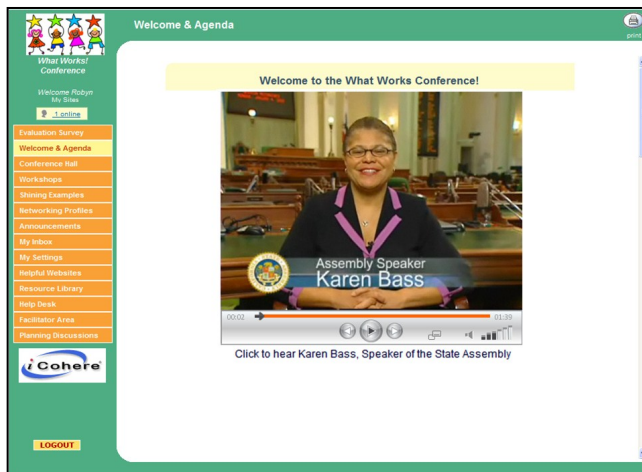 Welcome & Agenda
print
What Works!
Conference
Welcome Robyn
My Sites
1 online
Evaluation Survey
Welcome & Agenda
Conference Hall
Workshops
Shining Examples
Networking Profiles
Announcements
My Inbox
My Settings
Helpful Websites
Resource Library
Help Desk
Facilitator Area
Planning Discussions
iCohere
LOGOUT
Welcome to the What Works Conference!
Assembly Speaker
Karen Bass
00:02
01:39
Click to hear Karen Bass, Speaker of the State Assembly